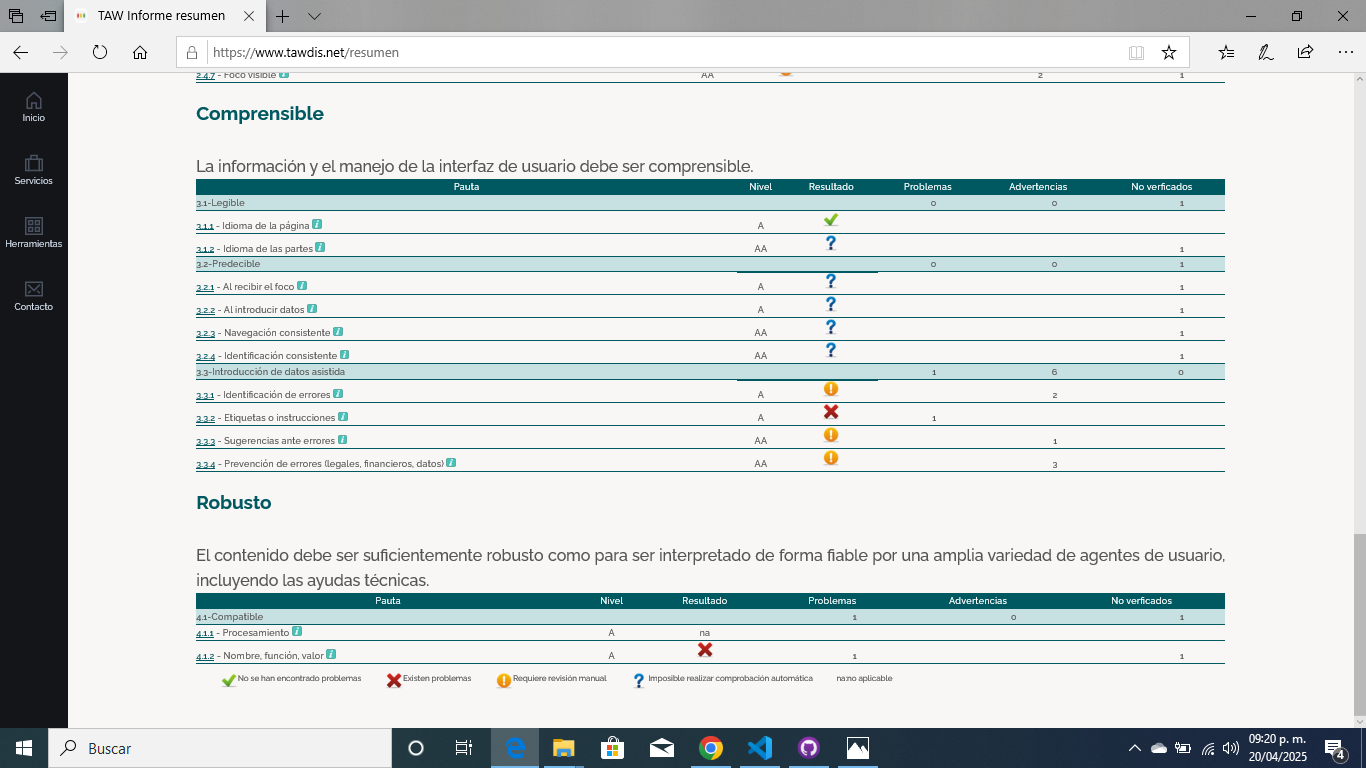 TAW Informe resumen
https://www.tawdis.net/resumen
Inicio
Servicios
Herramientas
Contacto
2.4.7 - Foco visible i AA 2 1
Comprensible
La información y el manejo de la interfaz de usuario debe ser comprensible.
Pauta Nivel Resultado Problemas Advertencias No verficados
3.1-Legible 0 0 1
3.1.1 - Idioma de la página i A
3.1.2 - Idioma de las partes i AA ? 1
3.2-Predecible 0 0 1
3.2.1 - Al recibir el foco i A ? 1
3.2.2 - Al introducir datos i A ? 1
3.2.3 - Navegación consistente i AA ? 1
3.2.4 - Identificación consistente i AA ? 1
3.3-Introducción de datos asistida 1 6 0
3.3.1 - Identificación de errores i A ! 2
3.3.2 - Etiquetas o instrucciones i A 1
3.3.3 - Sugerencias ante errores i AA ! 1
3.3.4 - Prevención de errores (legales, financieros, datos) i AA ! 3
Robusto
El contenido debe ser suficientemente robusto como para ser interpretado de forma fiable por una amplia variedad de agentes de usuario,
incluyendo las ayudas técnicas.
Pauta Nivel Resultado Problemas Advertencias No verficados
4.1-Compatible 1 0 1
4.1.1 - Procesamiento i A na
4.1.2 - Nombre, función, valor i A 1 1
No se han encontrado problemas Existen problemas ! Requiere revisión manual ? Imposible realizar comprobación automática na:no aplicable
Buscar
09:20 p. m.
20/04/2025
4